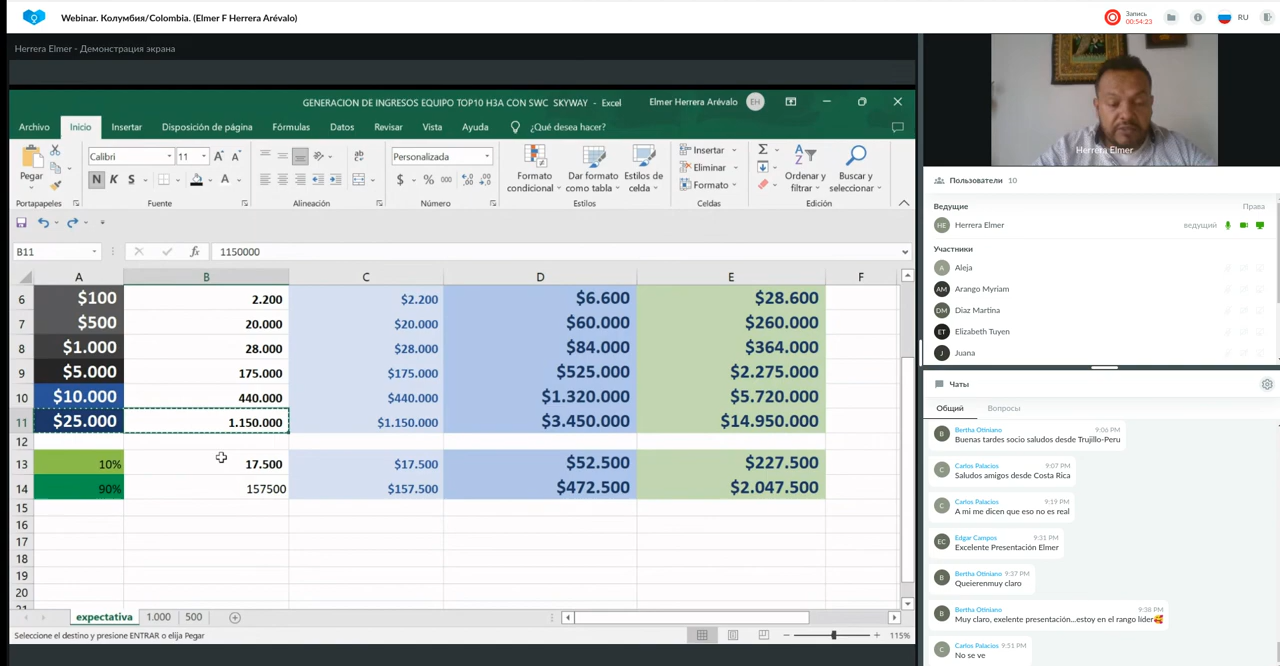 Webinar. Колумбия/Colombia. (Elmer F Herrera Arévalo)
Запись
00:54:23
RU
Herrera Elmer - Демонстрация экрана
GENERACION DE INGRESOS EQUIPO TOP10 H3A CON SWC SKYWAY - Excel
Elmer Herrera Arévalo
EH
Archivo Inicio Insertar Disposición de página Fórmulas Datos Revisar Vista Ayuda ¿Qué desea hacer?
Pegar
Calibri 11
N K S
Personalizada
$ % 000
Formato condicional
Dar formato como tabla
Estilos de celda
Insertar
Eliminar
Formato
Ordenar y filtrar
Buscar y seleccionar
Portapapeles Fuente Alineación Número Estilos Celdas Edición
B11 fx 1150000
A B C D E F
6 $100 2.200 $2.200 $6.600 $28.600
7 $500 20.000 $20.000 $60.000 $260.000
8 $1.000 28.000 $28.000 $84.000 $364.000
9 $5.000 175.000 $175.000 $525.000 $2.275.000
10 $10.000 440.000 $440.000 $1.320.000 $5.720.000
11 $25.000 1.150.000 $1.150.000 $3.450.000 $14.950.000
12
13 10% 17.500 $17.500 $52.500 $227.500
14 90% 157500 $157.500 $472.500 $2.047.500
15
16
17
18
19
20
21
expectativa 1.000 500
Seleccione el destino y presione ENTRAR o elija Pegar
115%
Herrera Elmer
Пользователи 10
Ведущие Права
HE Herrera Elmer ведущий
Участники
A Aleja
AM Arango Myriam
DM Diaz Martina
ET Elizabeth Tuyen
J Juana
Чаты
Общий Вопросы
B Bertha Otiniano 9:06 PM
Buenas tardes socio saludos desde Trujillo-Peru
C Carlos Palacios 9:07 PM
Saludos amigos desde Costa Rica
C Carlos Palacios 9:19 PM
A mi me dicen que eso no es real
EC Edgar Campos 9:31 PM
Excelente Presentación Elmer
B Bertha Otiniano 9:37 PM
Queierenmuy claro
B Bertha Otiniano 9:38 PM
Muy claro, exelente presentación...estoy en el rango líder🥰
C Carlos Palacios 9:51 PM
No se ve